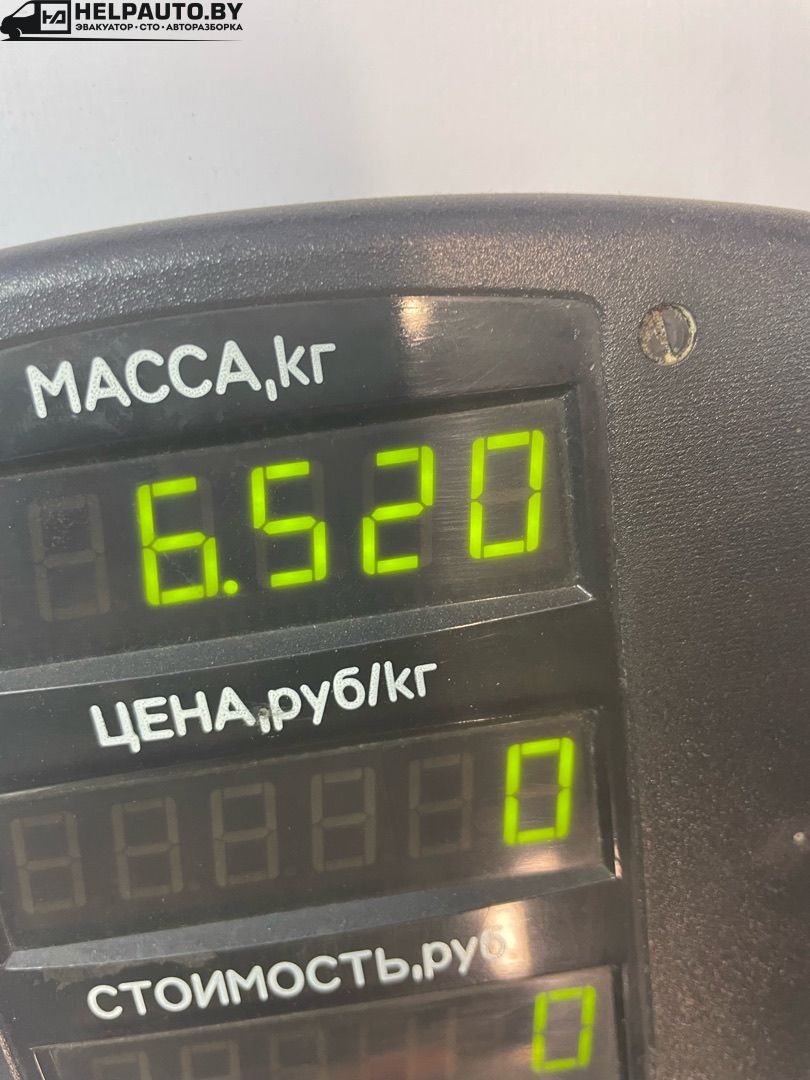 HELPAUTO.BY
ЭВАКУАТОР • СТО • АВТОРАЗБОРКА
МАССА,кг
6.520
ЦЕНА,руб/кг
0
СТОИМОСТЬ,руб
0